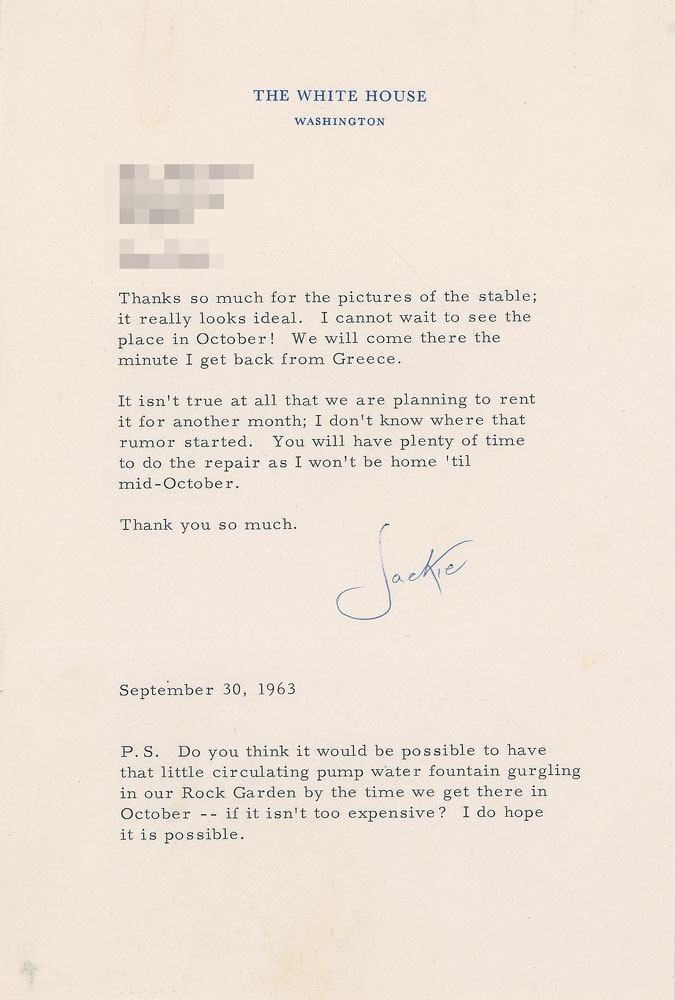 THE WHITE HOUSE
WASHINGTON
Thanks so much for the pictures of the stable;
it really looks ideal. I cannot wait to see the
place in October! We will come there the
minute I get back from Greece.
It isn't true at all that we are planning to rent
it for another month; I don't know where that
rumor started. You will have plenty of time
to do the repair as I won't be home 'til
mid-October.
Thank you so much.
Jackie
September 30, 1963
P.S. Do you think it would be possible to have
that little circulating pump water fountain gurgling
in our Rock Garden by the time we get there in
October -- if it isn't too expensive? I do hope
it is possible.